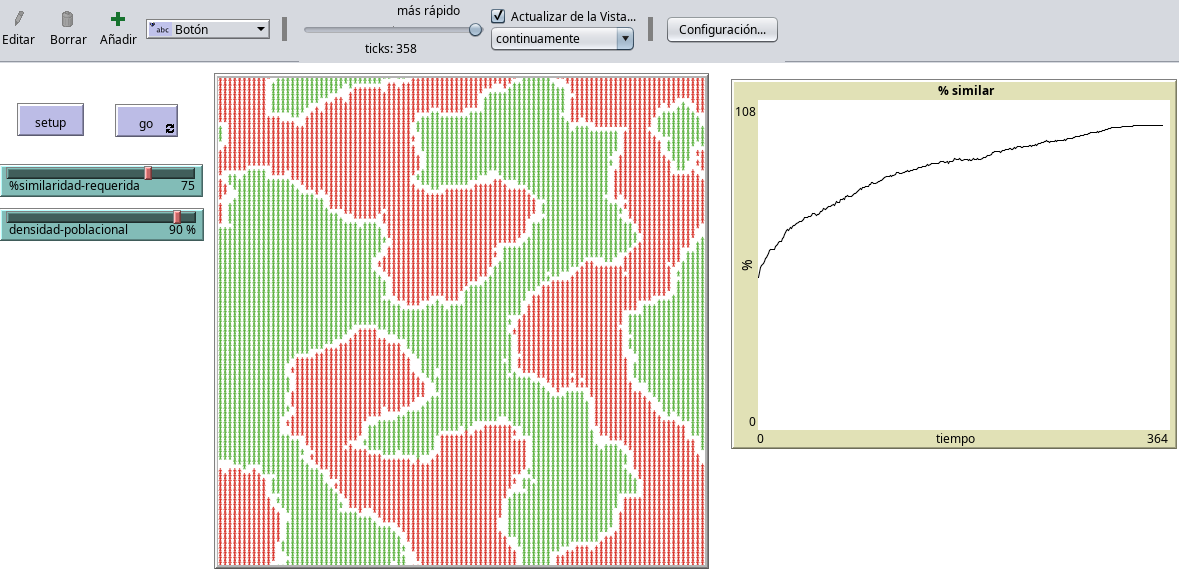 más rápido
Editar
Borrar
Añadir
abc Botón
ticks: 358
Actualizar de la Vista...
continuamente
Configuración...
setup
go
%similaridad-requerida 75
densidad-poblacional 90 %
% similar
108
%
0
0 tiempo 364